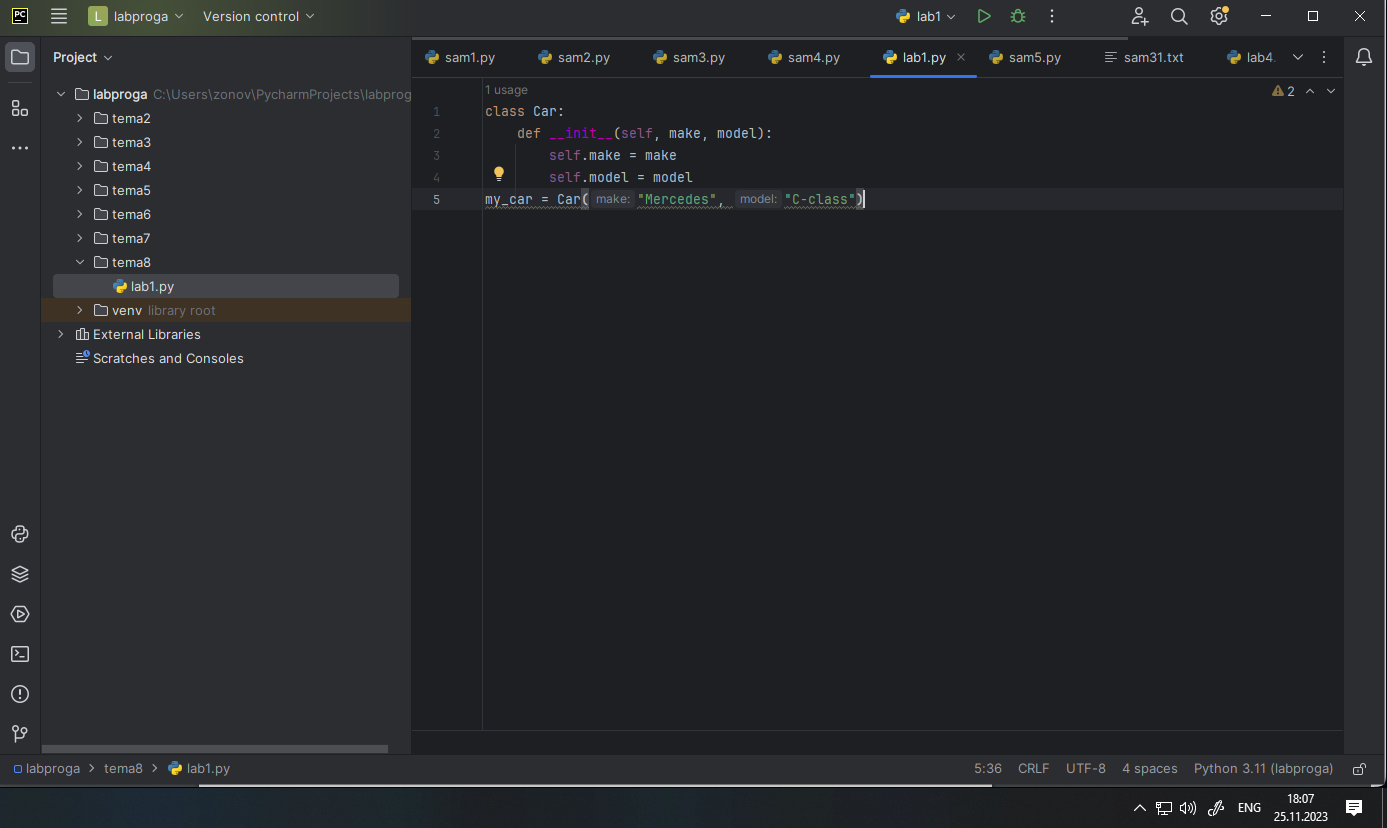 PC
L labproga Version control lab1
Project
sam1.py sam2.py sam3.py sam4.py lab1.py sam5.py sam31.txt lab4.
labproga C:\Users\zonov\PycharmProjects\labprog
tema2
tema3
tema4
tema5
tema6
tema7
tema8
lab1.py
venv library root
External Libraries
Scratches and Consoles
1 usage
2
1 class Car:
2 def __init__(self, make, model):
3 self.make = make
4 self.model = model
5 my_car = Car( make: "Mercedes", model: "C-class")
labproga tema8 lab1.py
5:36 CRLF UTF-8 4 spaces Python 3.11 (labproga)
ENG
18:07
25.11.2023